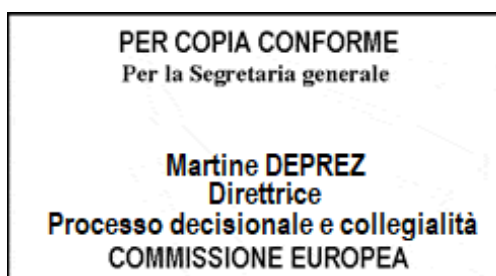 PER COPIA CONFORME
Per la Segretaria generale
Martine DEPREZ
Direttrice
Processo decisionale e collegialità
COMMISSIONE EUROPEA